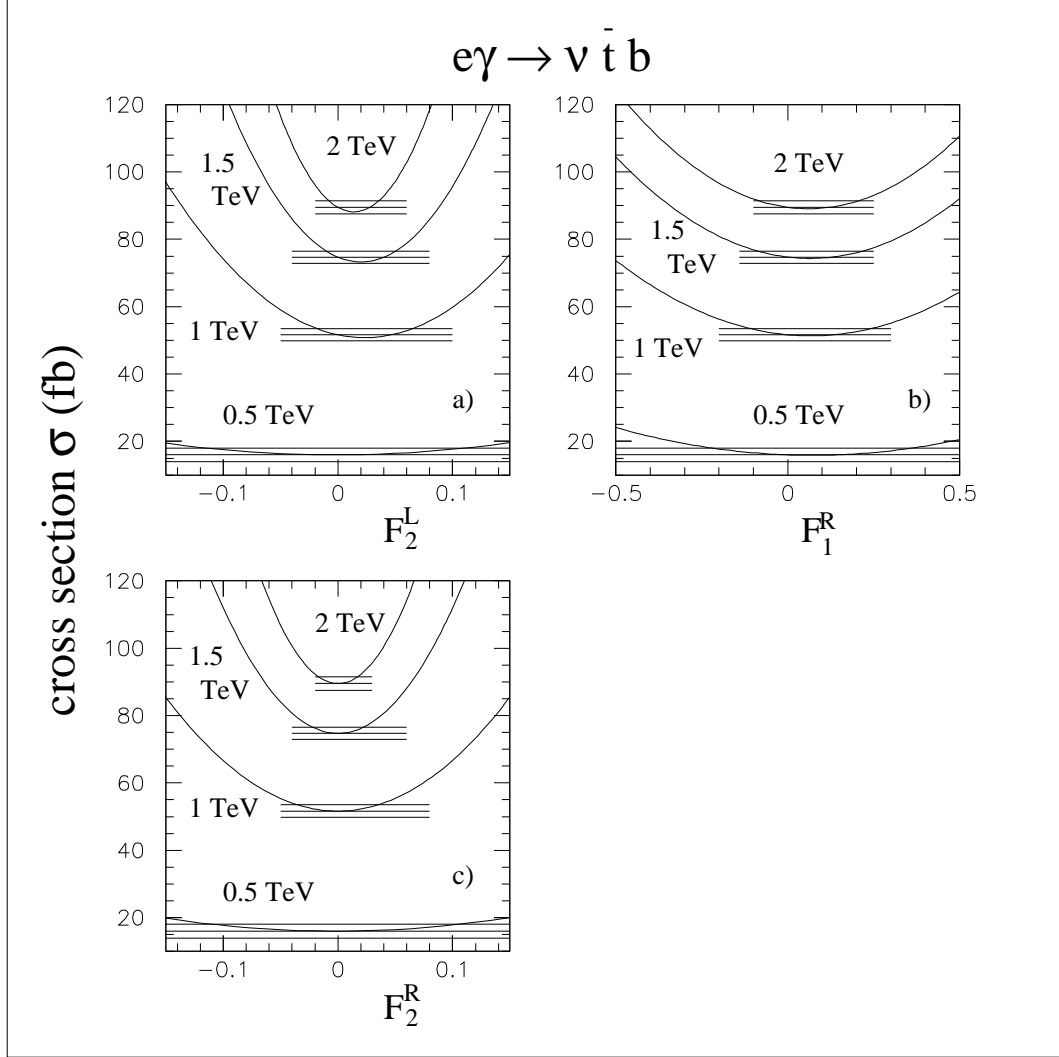 eγ → ν t̄ b
cross section σ (fb)
120
100
80
60
40
20
−0.1
0
0.1
2 TeV
1.5
TeV
1 TeV
0.5 TeV
a)
F₂ᴸ
120
100
80
60
40
20
−0.5
0
0.5
2 TeV
1.5
TeV
1 TeV
0.5 TeV
b)
F₁ᴿ
120
100
80
60
40
20
−0.1
0
0.1
2 TeV
1.5
TeV
1 TeV
0.5 TeV
c)
F₂ᴿ